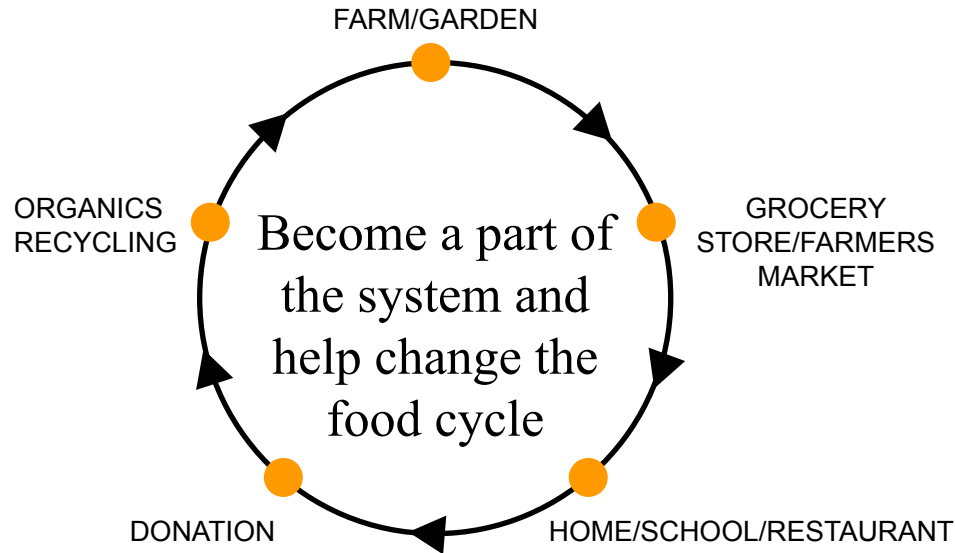 FARM/GARDEN
ORGANICS
RECYCLING
GROCERY
STORE/FARMERS
MARKET
Become a part of
the system and
help change the
food cycle
DONATION
HOME/SCHOOL/RESTAURANT